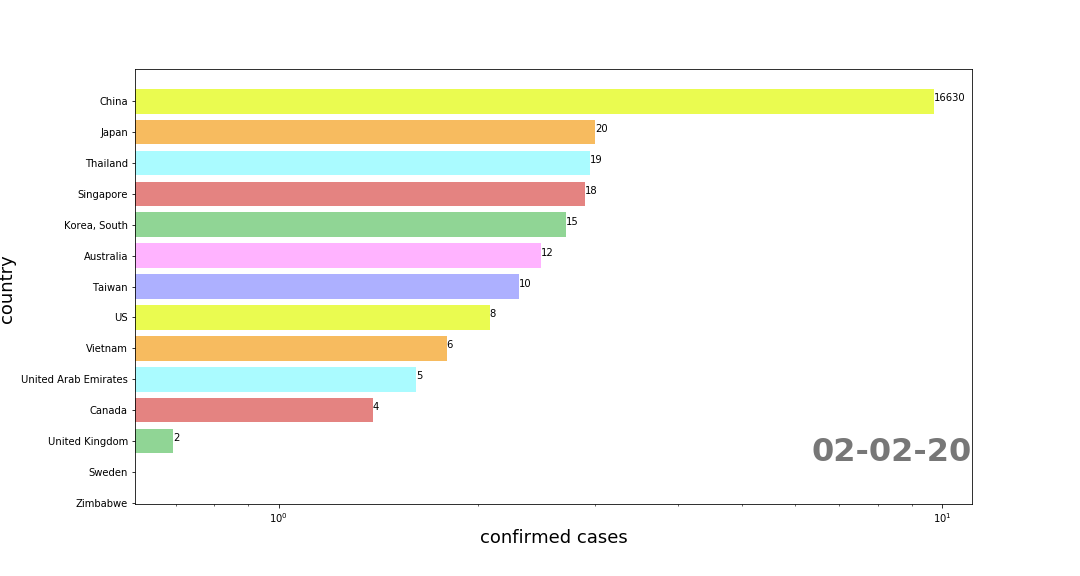 China 16630
Japan 20
Thailand 19
Singapore 18
Korea, South 15
Australia 12
Taiwan 10
US 8
Vietnam 6
United Arab Emirates 5
Canada 4
United Kingdom 2
Sweden
Zimbabwe
country
02-02-20
10⁰ 10¹
confirmed cases